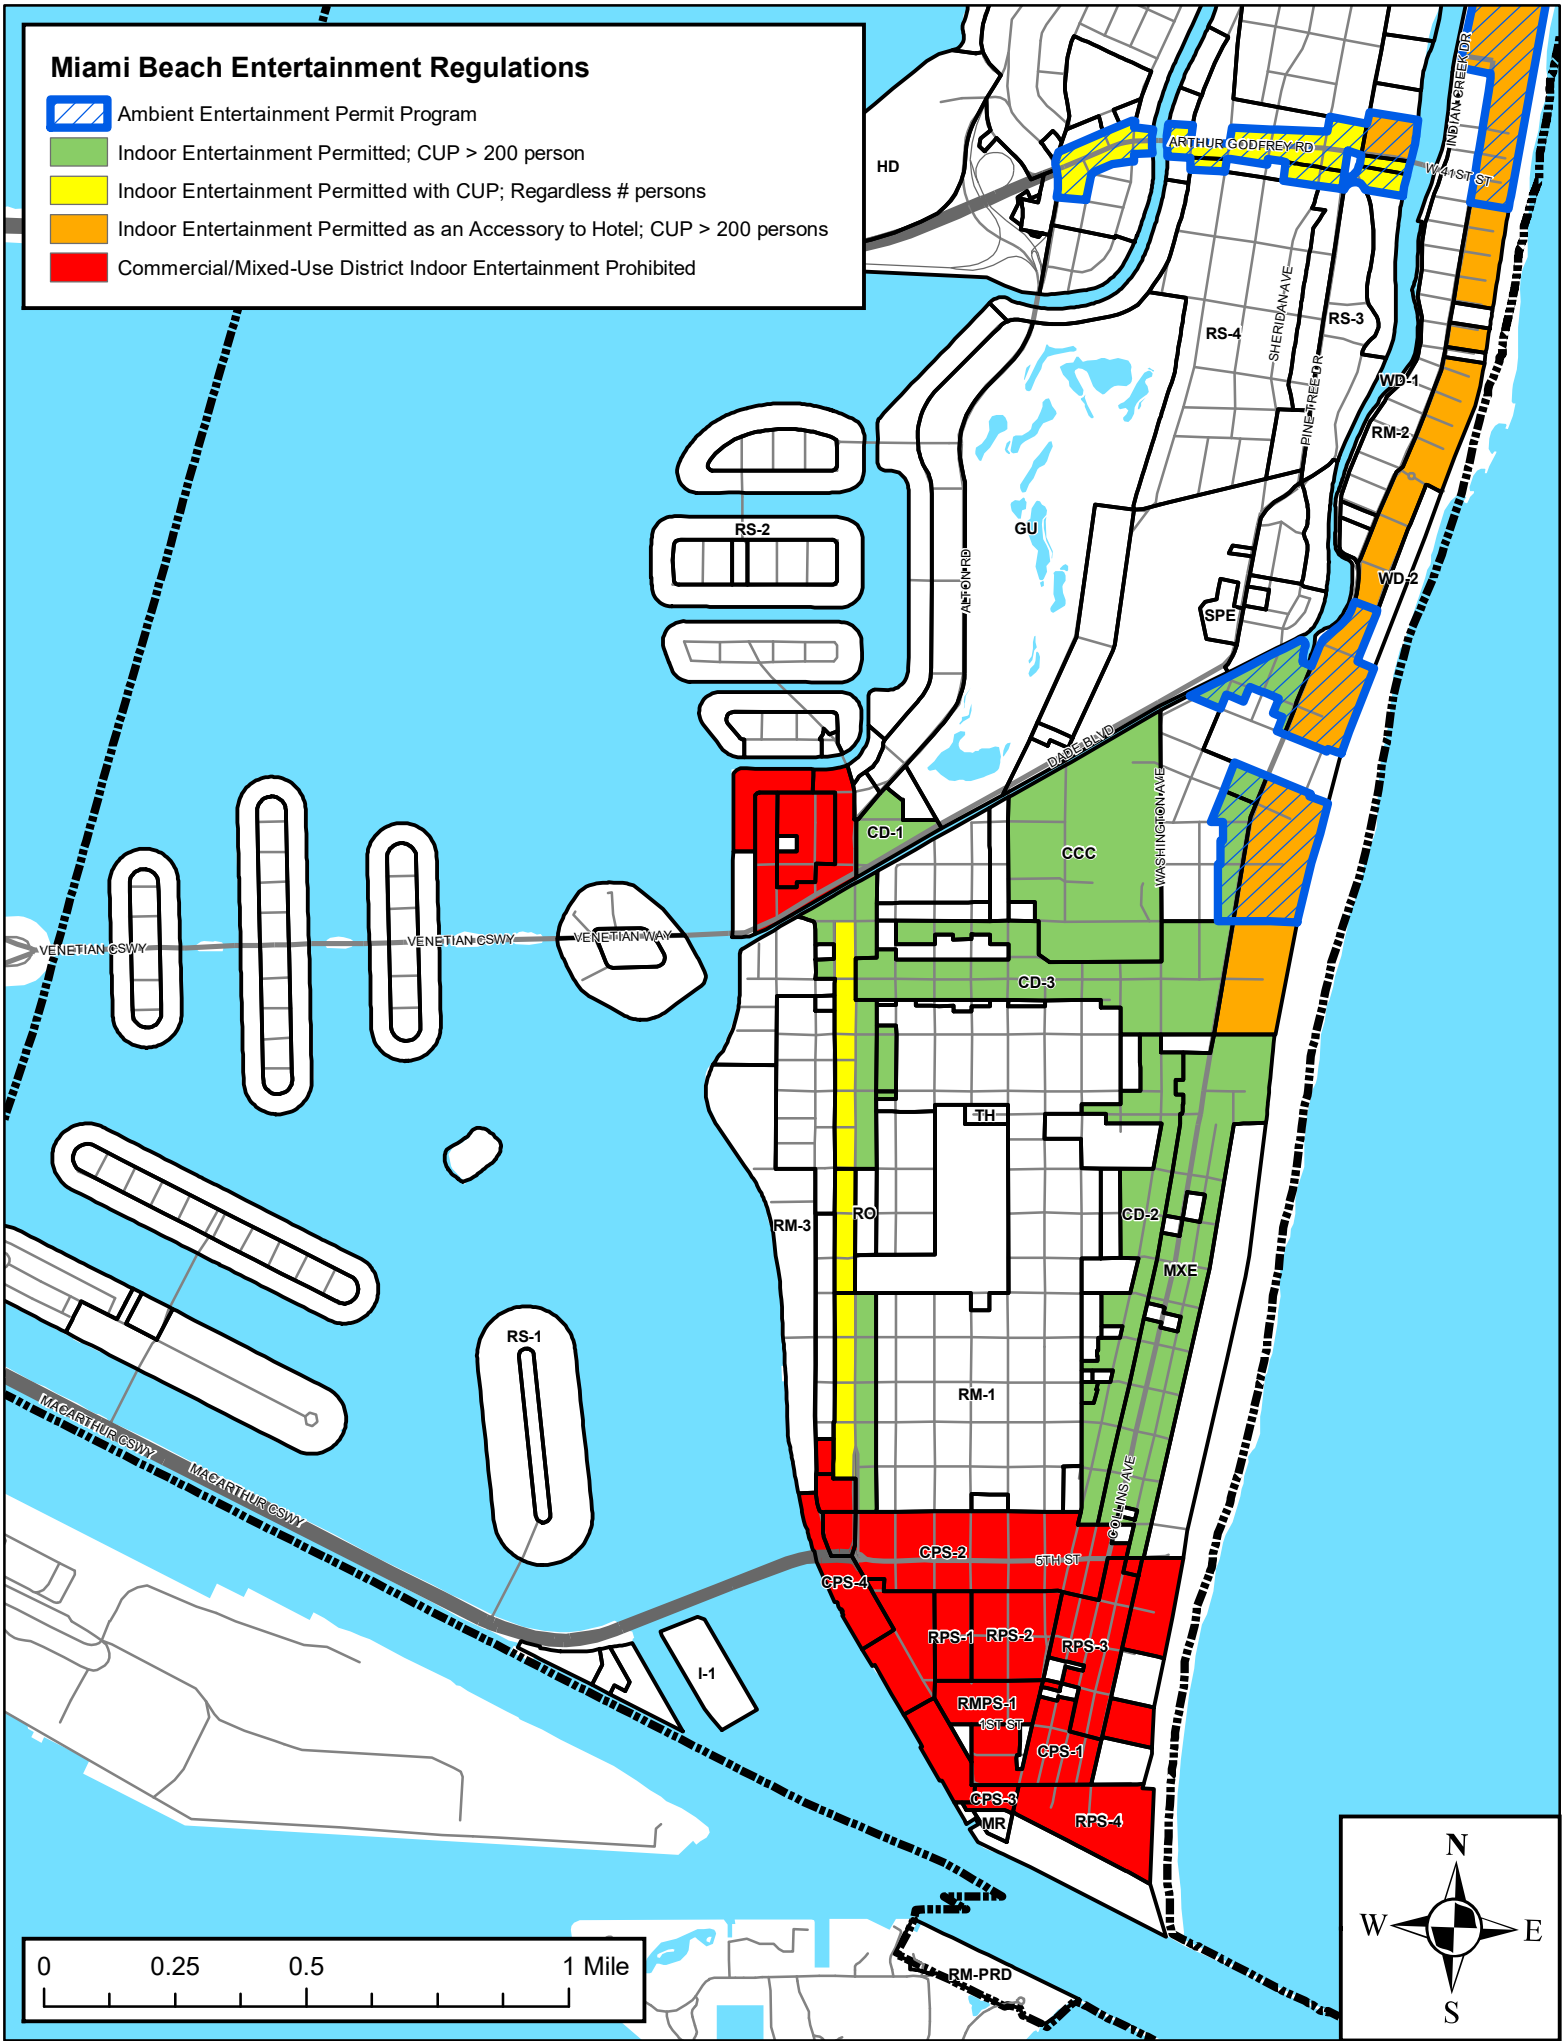 Miami Beach Entertainment Regulations
Ambient Entertainment Permit Program
Indoor Entertainment Permitted; CUP > 200 person
Indoor Entertainment Permitted with CUP; Regardless # persons
Indoor Entertainment Permitted as an Accessory to Hotel; CUP > 200 persons
Commercial/Mixed-Use District Indoor Entertainment Prohibited
INDIAN CREEK DR
HD
ARTHUR GODFREY RD
W 41ST ST
SHERIDAN AVE
RS-3
RS-4
PINE TREE DR
WD-1
RM-2
RS-2
GU
ALTON RD
WD-2
SPE
DADE BLVD
WASHINGTON AVE
CD-1
CCC
VENETIAN CSWY
VENETIAN CSWY
VENETIAN WAY
CD-3
TH
RO
RM-3
CD-2
MXE
RS-1
RM-1
MACARTHUR CSWY
MACARTHUR CSWY
COLLINS AVE
CPS-2
5TH ST
CPS-4
RPS-1
RPS-2
RPS-3
I-1
RMPS-1
1ST ST
CPS-1
CPS-3
MR
RPS-4
N
W
E
S
0
0.25
0.5
1 Mile
RM-PRD